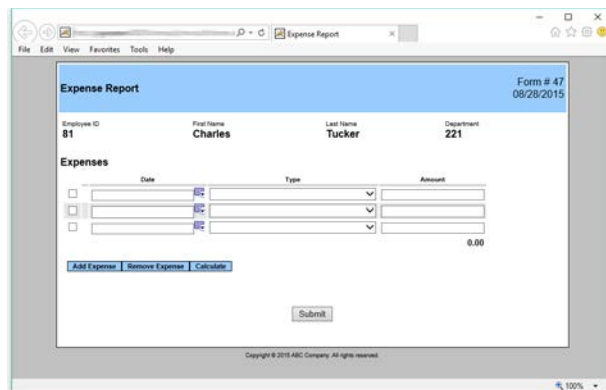 Expense Report
File Edit View Favorites Tools Help
Expense Report
Form # 47
08/28/2015
Employee ID First Name Last Name Department
81 Charles Tucker 221
Expenses
Date Type Amount
0.00
Add Expense Remove Expense Calculate
Submit
Copyright © 2015 ABC Company. All rights reserved.
100%